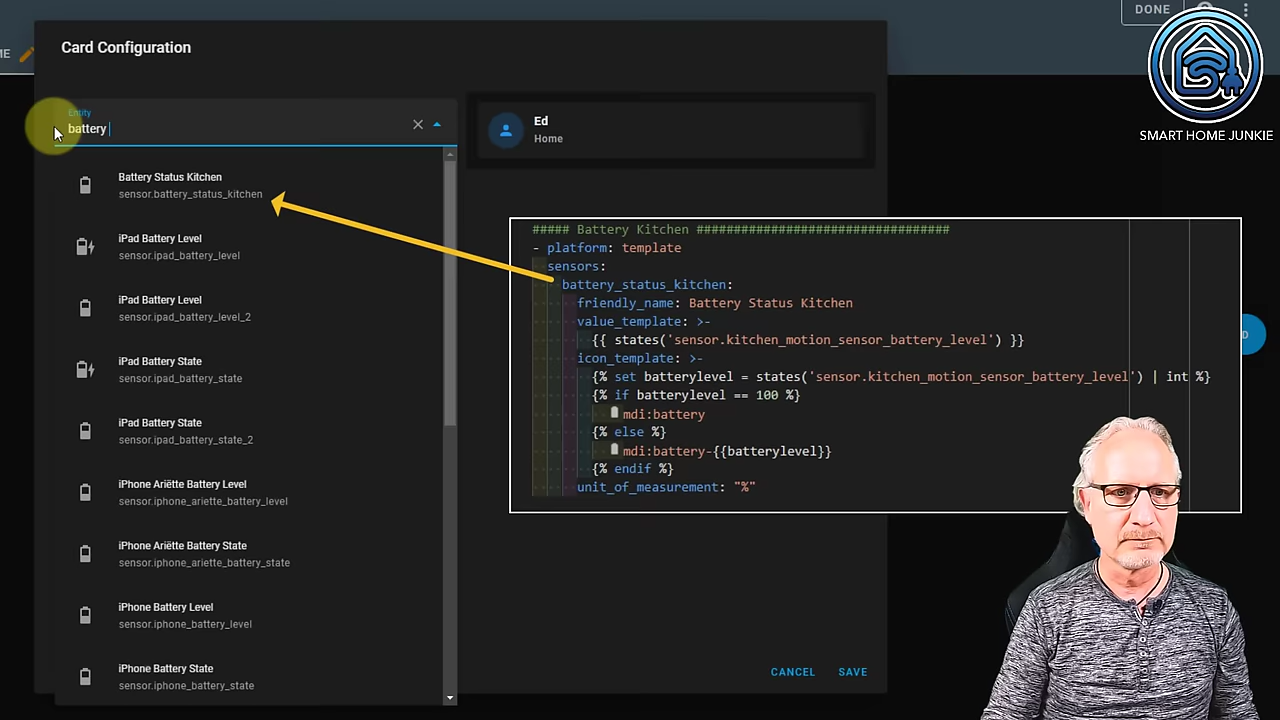 DONE
ME
SMART HOME JUNKIE
Card Configuration
Entity
battery
Ed
Home
Battery Status Kitchen
sensor.battery_status_kitchen
iPad Battery Level
sensor.ipad_battery_level
iPad Battery Level
sensor.ipad_battery_level_2
iPad Battery State
sensor.ipad_battery_state
iPad Battery State
sensor.ipad_battery_state_2
iPhone Ariëtte Battery Level
sensor.iphone_ariette_battery_level
iPhone Ariëtte Battery State
sensor.iphone_ariette_battery_state
iPhone Battery Level
sensor.iphone_battery_level
iPhone Battery State
sensor.iphone_battery_state
##### Battery Kitchen ##################################
- platform: template
sensors:
battery_status_kitchen:
friendly_name: Battery Status Kitchen
value_template: >-
{{ states('sensor.kitchen_motion_sensor_battery_level') }}
icon_template: >-
{% set batterylevel = states('sensor.kitchen_motion_sensor_battery_level') | int %}
{% if batterylevel == 100 %}
mdi:battery
{% else %}
mdi:battery-{{batterylevel}}
{% endif %}
unit_of_measurement: "%"
D
CANCEL
SAVE